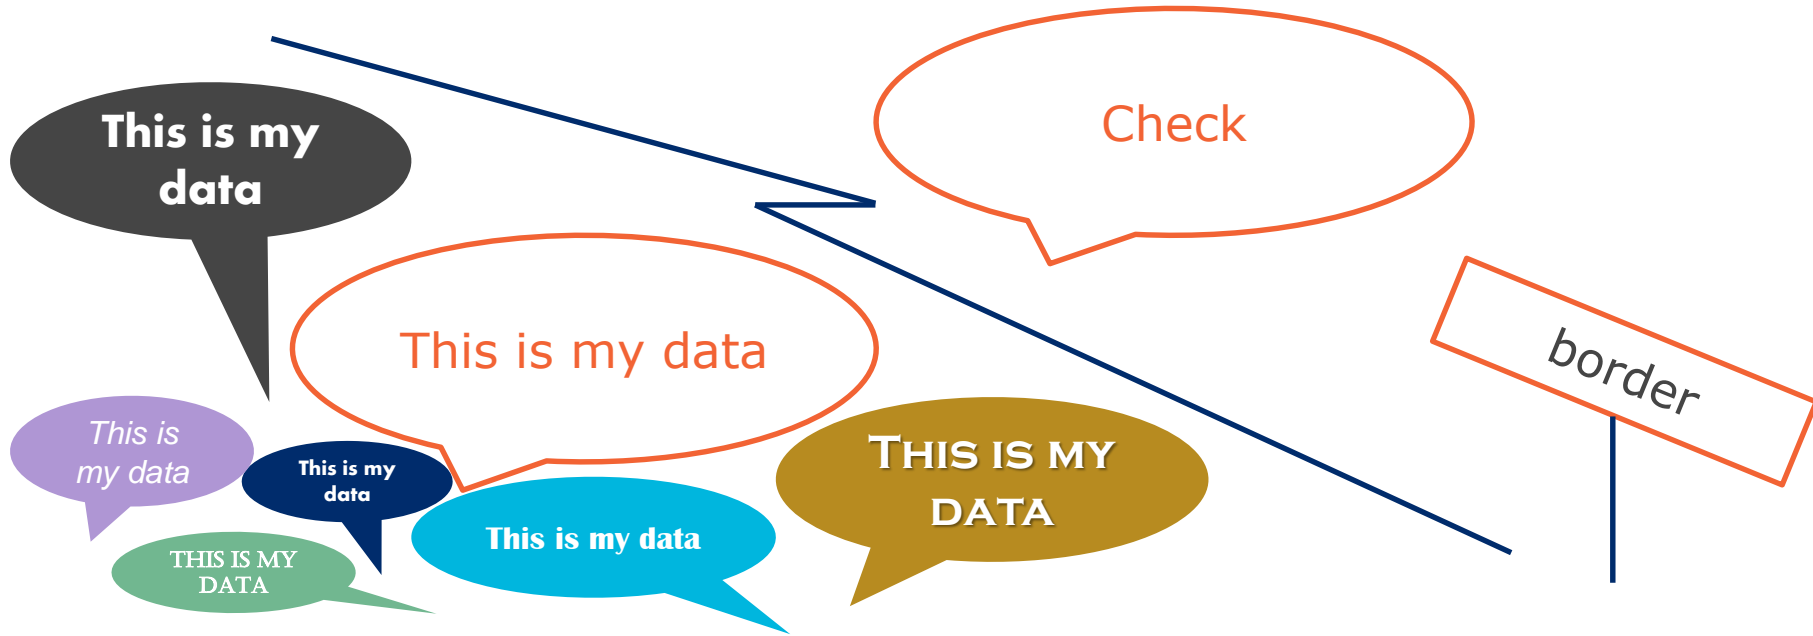 Check
This is my
data
This is my data
border
This is
my data
This is my
data
THIS IS MY
DATA
This is my data
THIS IS MY
DATA